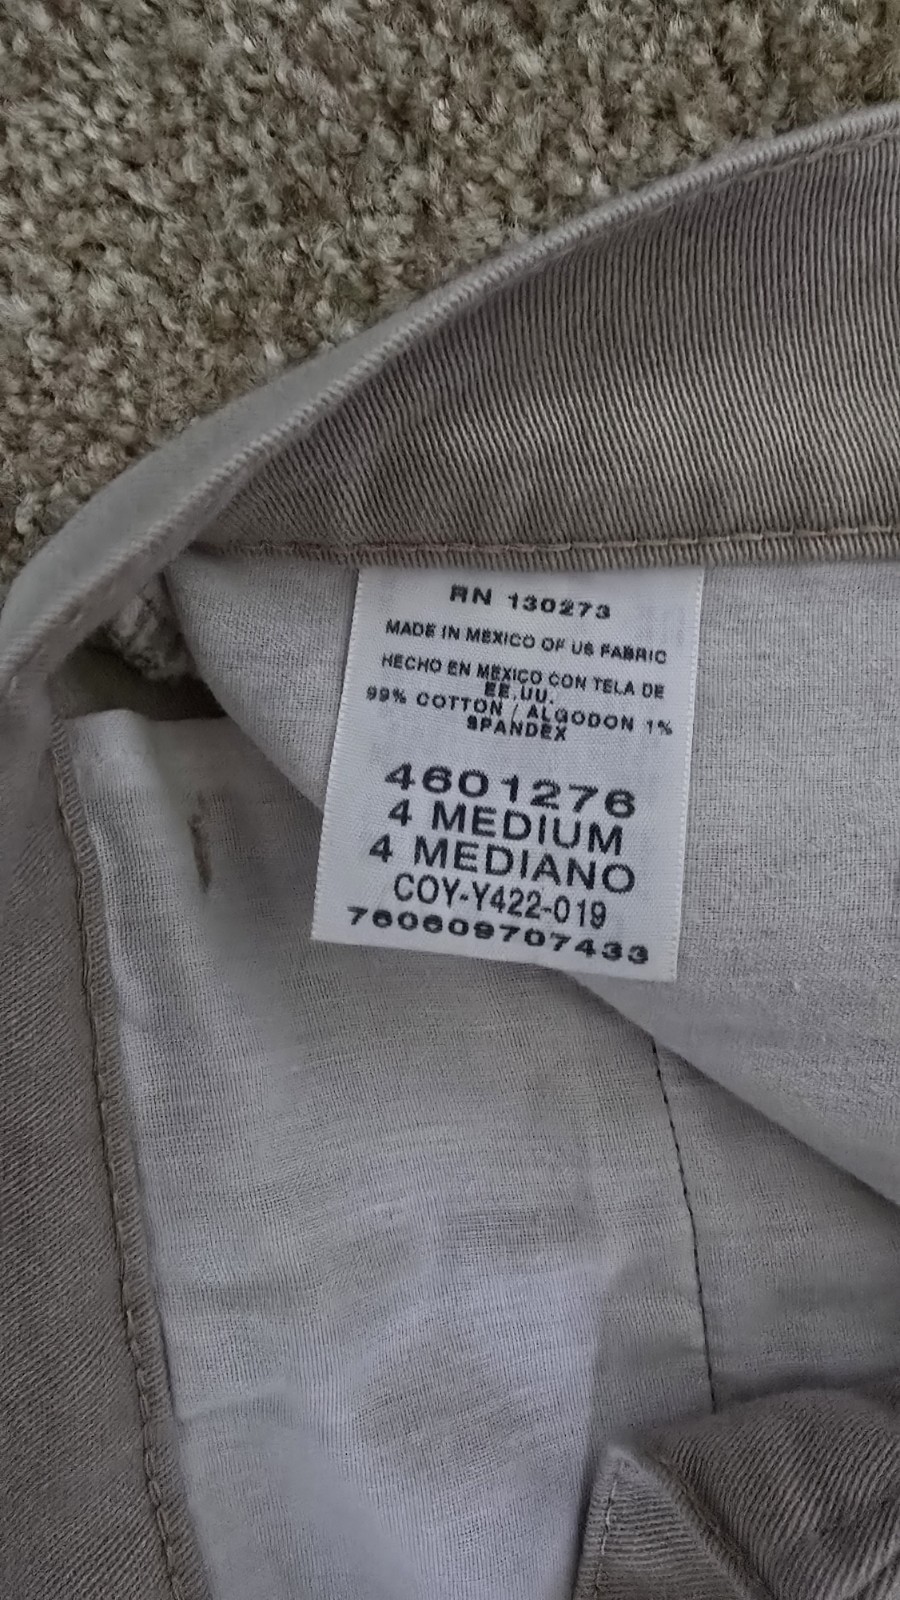 RN 130273
MADE IN MEXICO OF US FABRIC
HECHO EN MEXICO CON TELA DE
EE.UU.
99% COTTON / ALGODON 1%
SPANDEX
4601276
4 MEDIUM
4 MEDIANO
COY-Y422-019
760609707433